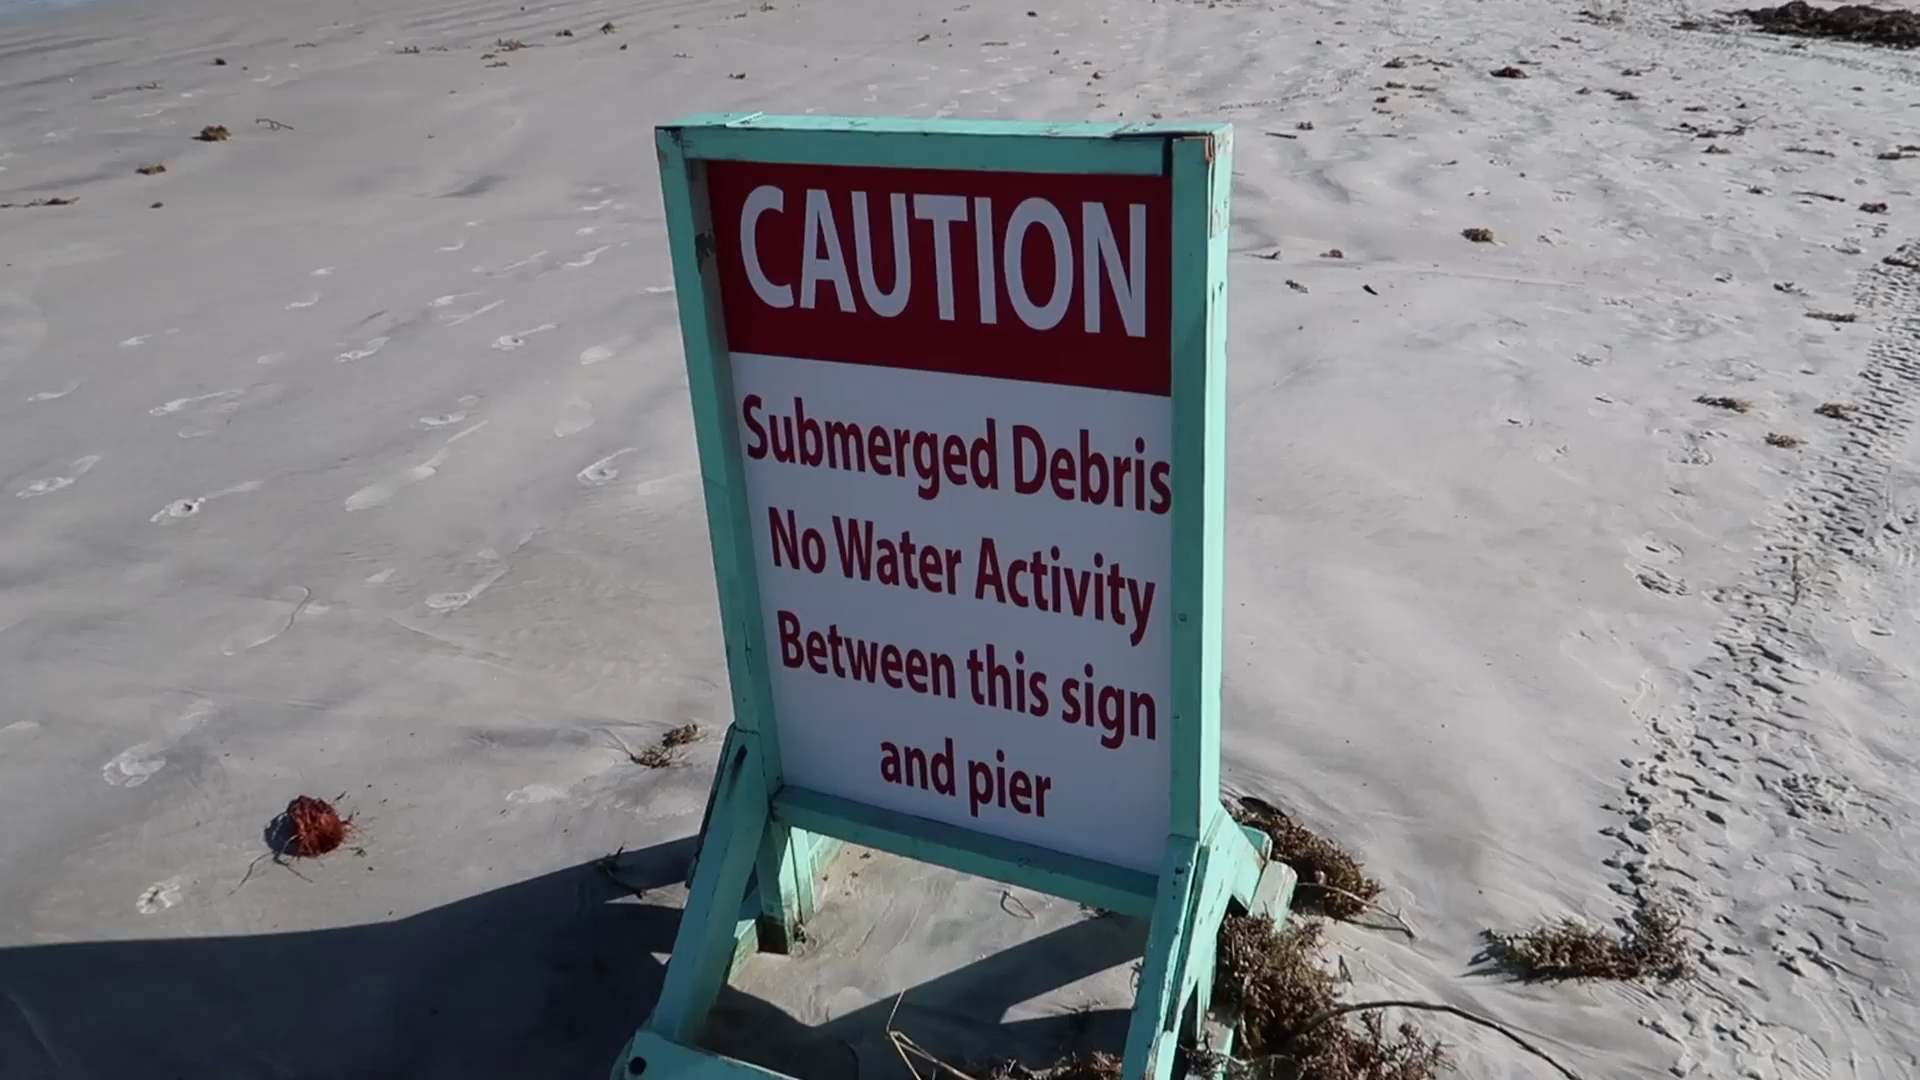 CAUTION
Submerged Debris
No Water Activity
Between this sign
and pier